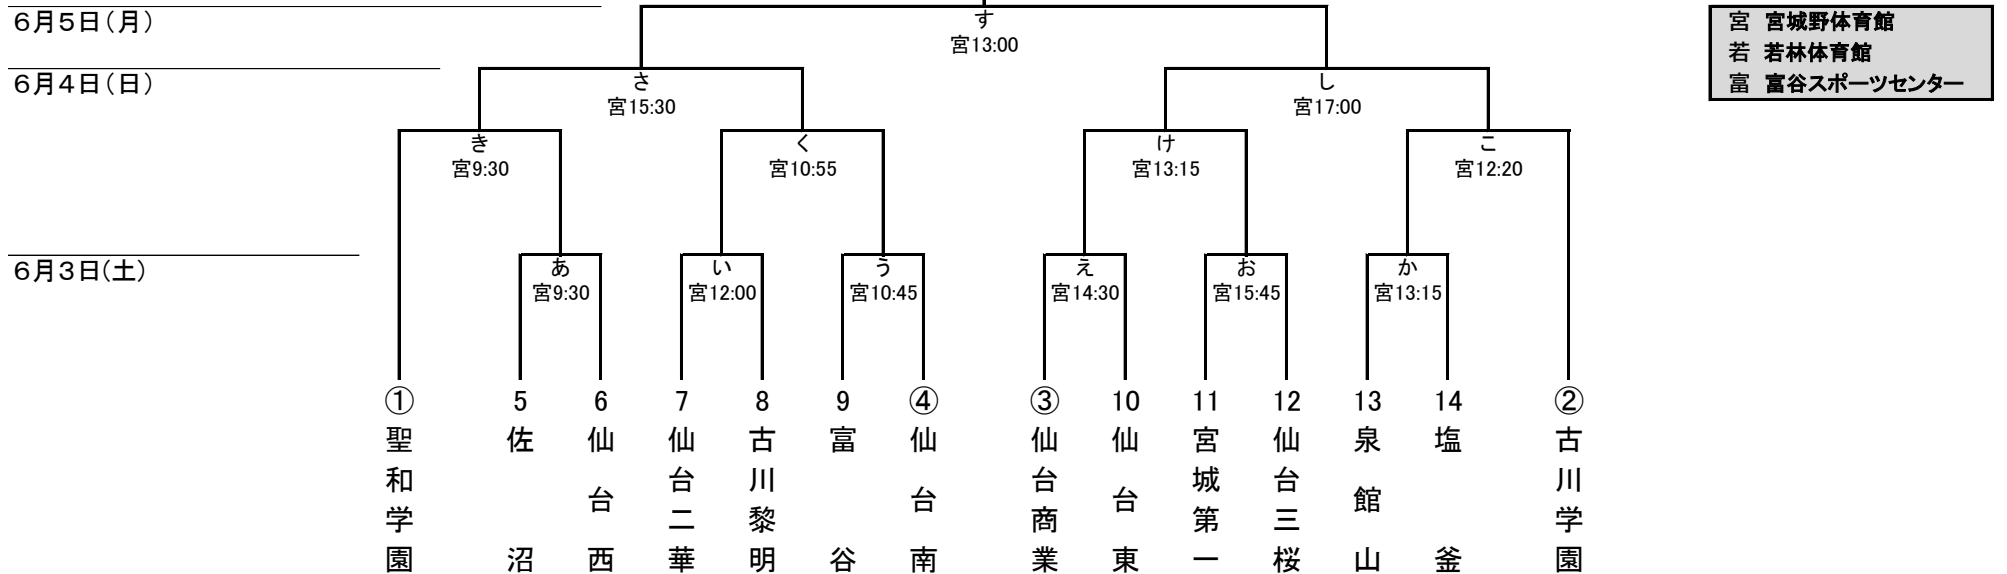 6月5日(月)
す
宮13:00
宮 宮城野体育館
若 若林体育館
富 富谷スポーツセンター
6月4日(日)
さ
宮15:30
し
宮17:00
き
宮9:30
く
宮10:55
け
宮13:15
こ
宮12:20
6月3日(土)
あ
宮9:30
い
宮12:00
う
宮10:45
え
宮14:30
お
宮15:45
か
宮13:15
① 聖和学園
5 佐沼
6 仙台西
7 仙台二華
8 古川黎明
9 富谷
④ 仙台南
③ 仙台商業
10 仙台東
11 宮城第一
12 仙台三桜
13 泉館山
14 塩釜
② 古川学園